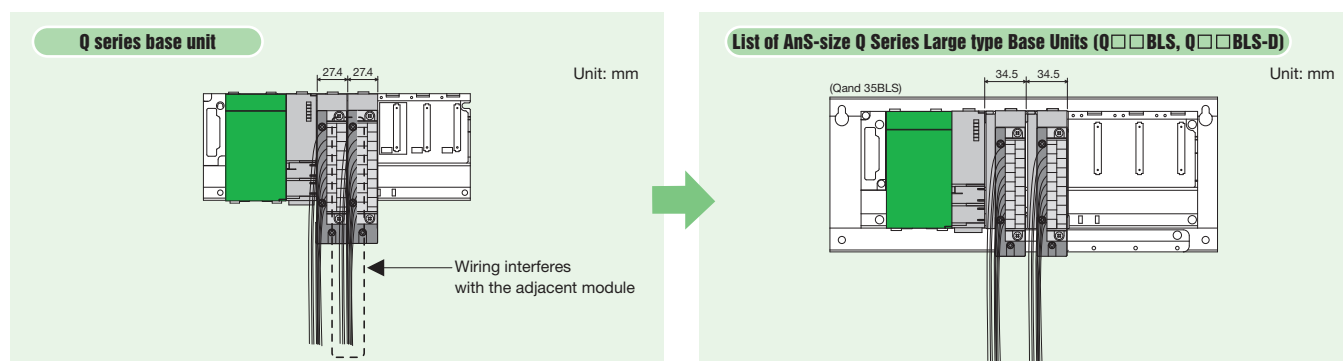 Q series base unit
27.4 27.4
Unit: mm
Wiring interferes
with the adjacent module
List of AnS-size Q Series Large type Base Units (Q□□BLS, Q□□BLS-D)
34.5 34.5
Unit: mm
(Qand 35BLS)